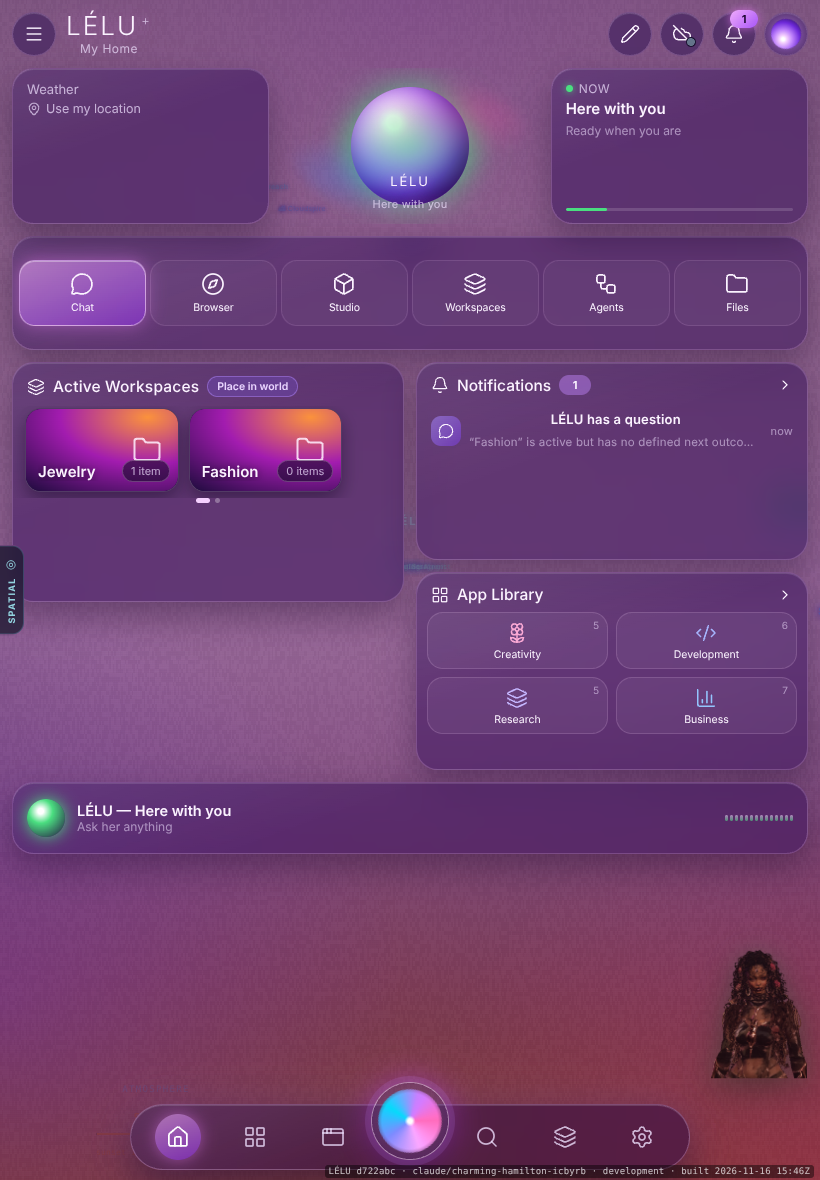 LÉLU +
My Home
1
Weather
Use my location
LÉLU
Here with you
NOW
Here with you
Ready when you are
Chat
Browser
Studio
Workspaces
Agents
Files
Active Workspaces
Place in world
Jewelry
1 item
Fashion
0 items
Notifications
1
LÉLU has a question
“Fashion” is active but has no defined next outco...
now
SPATIAL
App Library
Creativity
5
Development
6
Research
5
Business
7
LÉLU — Here with you
Ask her anything
LÉLU d722abc · claude/charming-hamilton-icbyrb · development · built 2026-11-16 15:46Z